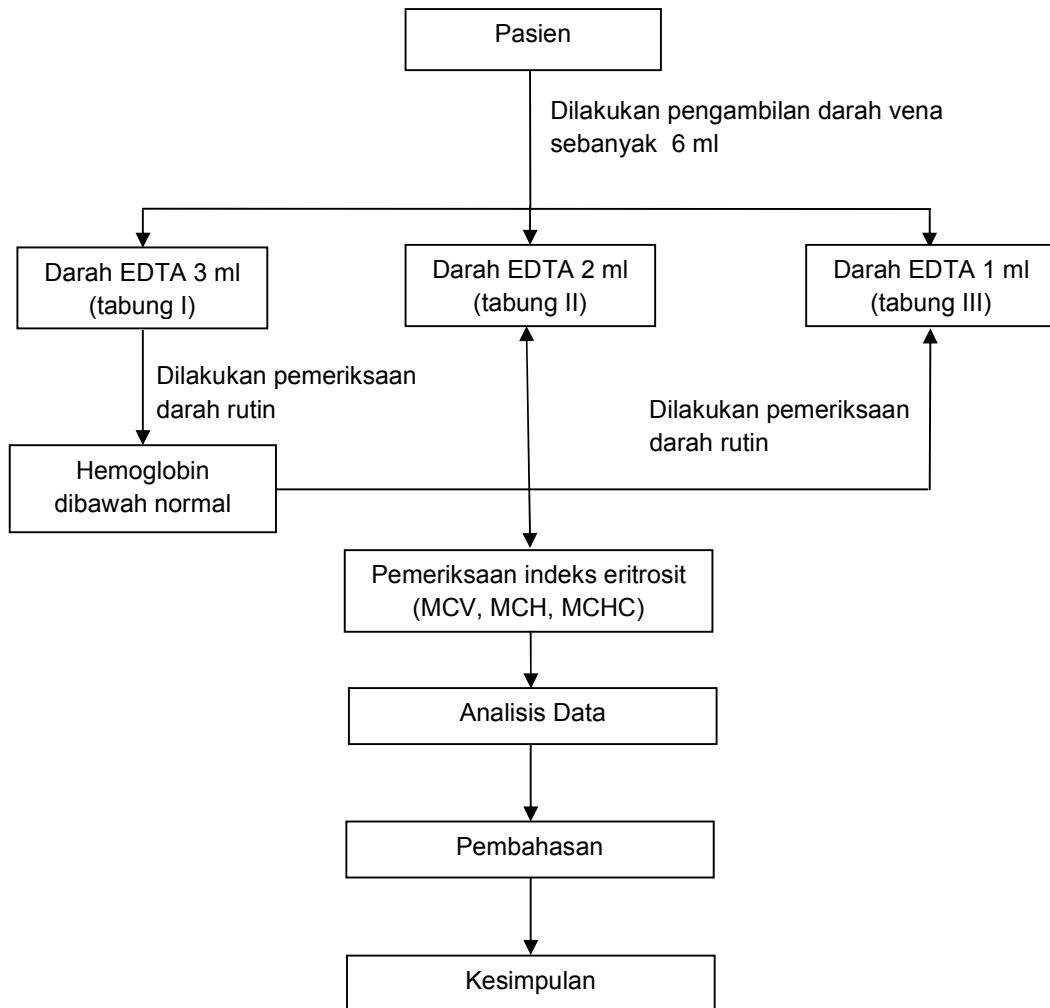 Pasien
Dilakukan pengambilan darah vena
sebanyak 6 ml
Darah EDTA 3 ml
(tabung I)
Darah EDTA 2 ml
(tabung II)
Darah EDTA 1 ml
(tabung III)
Dilakukan pemeriksaan
darah rutin
Dilakukan pemeriksaan
darah rutin
Hemoglobin
dibawah normal
Pemeriksaan indeks eritrosit
(MCV, MCH, MCHC)
Analisis Data
Pembahasan
Kesimpulan